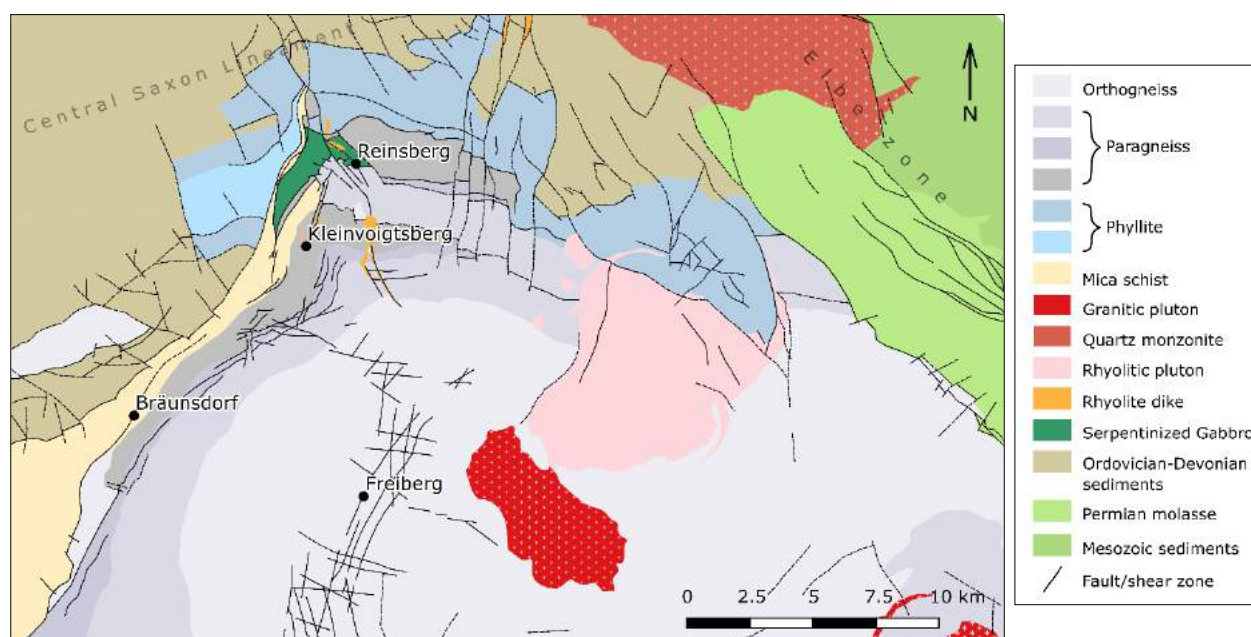 Central Saxon Lineament
Elbe zone
N
Reinsberg
Kleinvoigtsberg
Bräunsdorf
Freiberg
0 2.5 5 7.5 10 km
Orthogneiss
Paragneiss
Phyllite
Mica schist
Granitic pluton
Quartz monzonite
Rhyolitic pluton
Rhyolite dike
Serpentinized Gabbro
Ordovician-Devonian
sediments
Permian molasse
Mesozoic sediments
Fault/shear zone